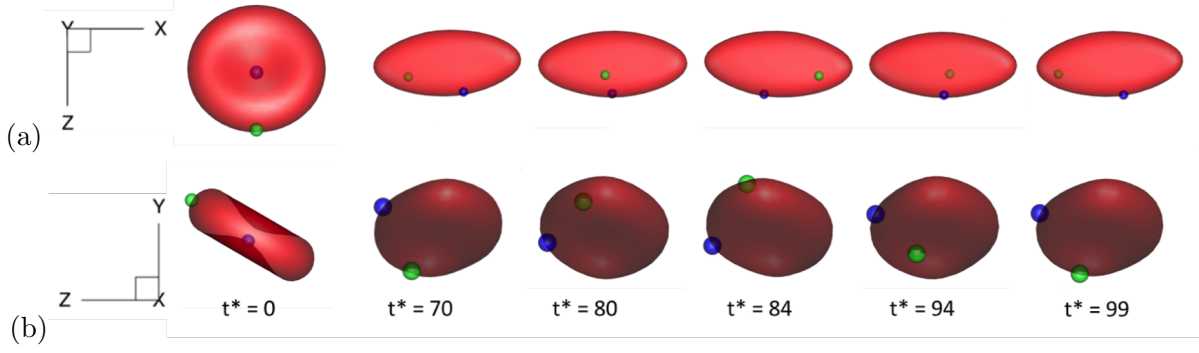 Y X
Z
(a)
Y
Z X
t* = 0 t* = 70 t* = 80 t* = 84 t* = 94 t* = 99
(b)